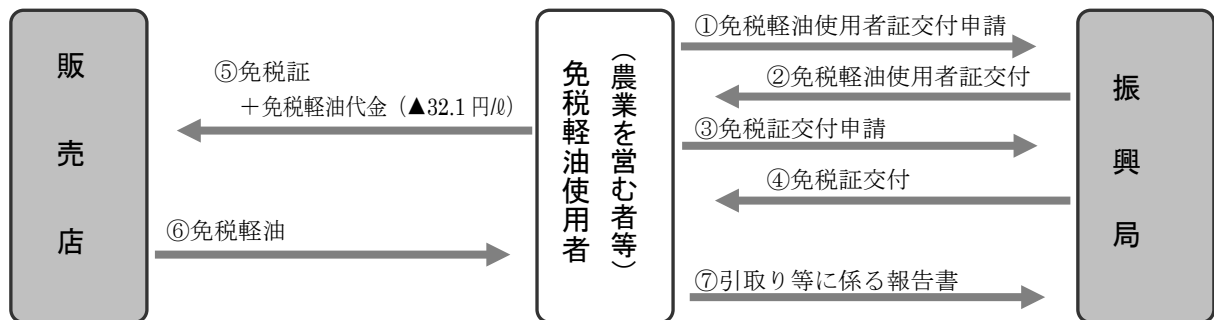 販売店
⑤免税証
＋免税軽油代金（▲32.1円/ℓ）
⑥免税軽油
（農業を営む者等）
免税軽油使用者
①免税軽油使用者証交付申請
②免税軽油使用者証交付
③免税証交付申請
④免税証交付
⑦引取り等に係る報告書
振興局